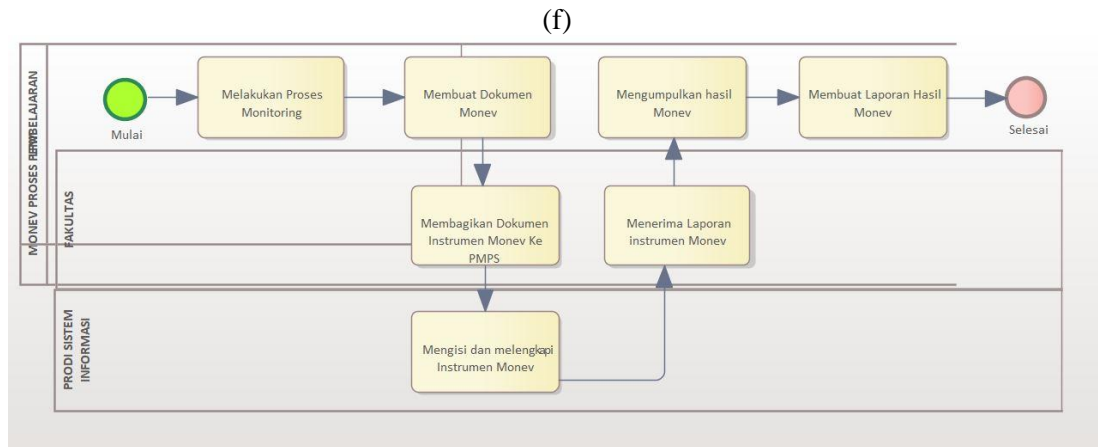 (f)
MONEV PROSES PEMBELAJARAN
Mulai
Melakukan Proses
Monitoring
Membuat Dokumen
Monev
Mengumpulkan hasil
Monev
Membuat Laporan Hasil
Monev
Selesai
FAKULTAS
Membagikan Dokumen
Instrumen Monev Ke
PMPS
Menerima Laporan
instrumen Monev
PRODI SISTEM
INFORMASI
Mengisi dan melengkapi
Instrumen Monev